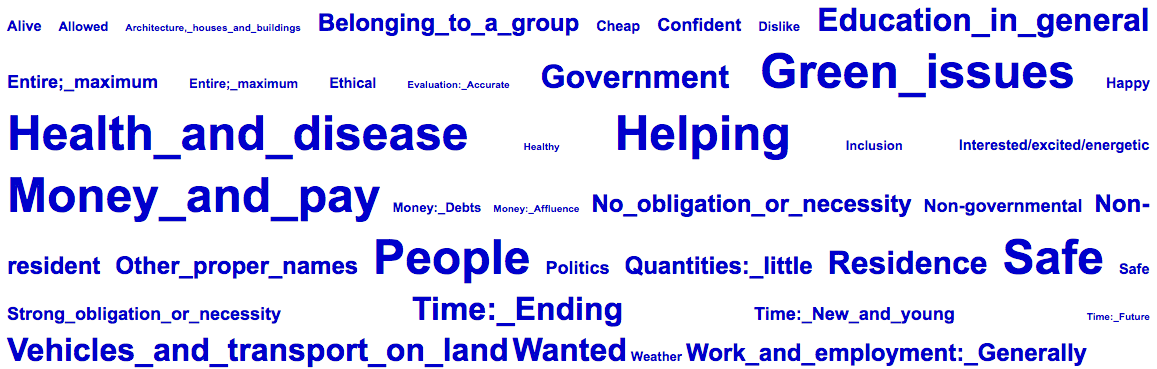 Alive Allowed Architecture,_houses_and_buildings Belonging_to_a_group Cheap Confident Dislike Education_in_general
Entire;_maximum Entire;_maximum Ethical Evaluation:_Accurate Government Green_issues Happy
Health_and_disease Healthy Helping Inclusion Interested/excited/energetic
Money_and_pay Money:_Debts Money:_Affluence No_obligation_or_necessity Non-governmental Non-
resident Other_proper_names People Politics Quantities:_little Residence Safe Safe
Strong_obligation_or_necessity Time:_Ending Time:_New_and_young Time:_Future
Vehicles_and_transport_on_land Wanted Weather Work_and_employment:_Generally